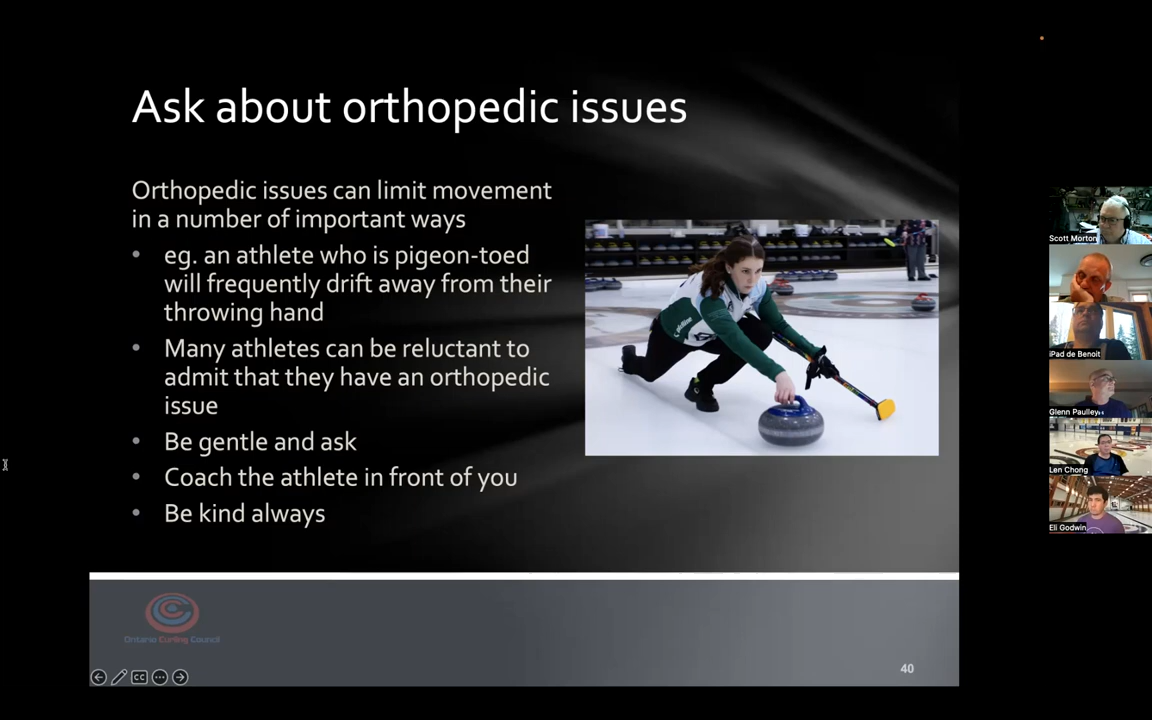 Ask about orthopedic issues
Orthopedic issues can limit movement
in a number of important ways
• eg. an athlete who is pigeon-toed
will frequently drift away from their
throwing hand
• Many athletes can be reluctant to
admit that they have an orthopedic
issue
• Be gentle and ask
• Coach the athlete in front of you
• Be kind always
Ontario Curling Council
CC
40
Scott Morton
iPad de Benoit
Glenn Paulley
Len Chong
Eli Godwin